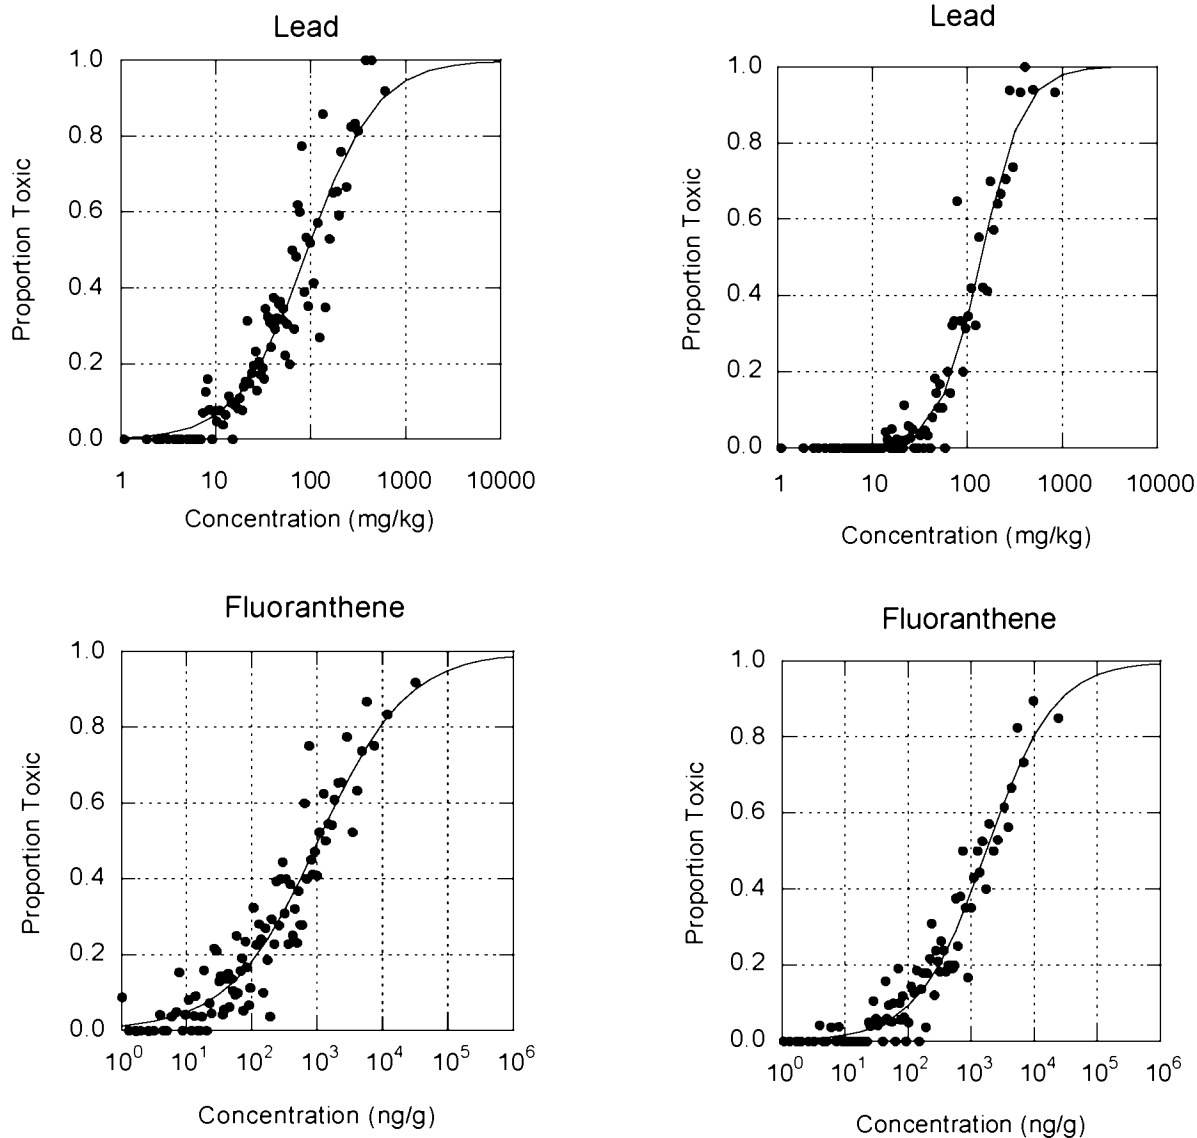 Lead
1.0
0.8
0.6
0.4
0.2
0.0
Proportion Toxic
1 10 100 1000 10000
Concentration (mg/kg)
Lead
1.0
0.8
0.6
0.4
0.2
0.0
Proportion Toxic
1 10 100 1000 10000
Concentration (mg/kg)
Fluoranthene
1.0
0.8
0.6
0.4
0.2
0.0
Proportion Toxic
10⁰ 10¹ 10² 10³ 10⁴ 10⁵ 10⁶
Concentration (ng/g)
Fluoranthene
1.0
0.8
0.6
0.4
0.2
0.0
Proportion Toxic
10⁰ 10¹ 10² 10³ 10⁴ 10⁵ 10⁶
Concentration (ng/g)